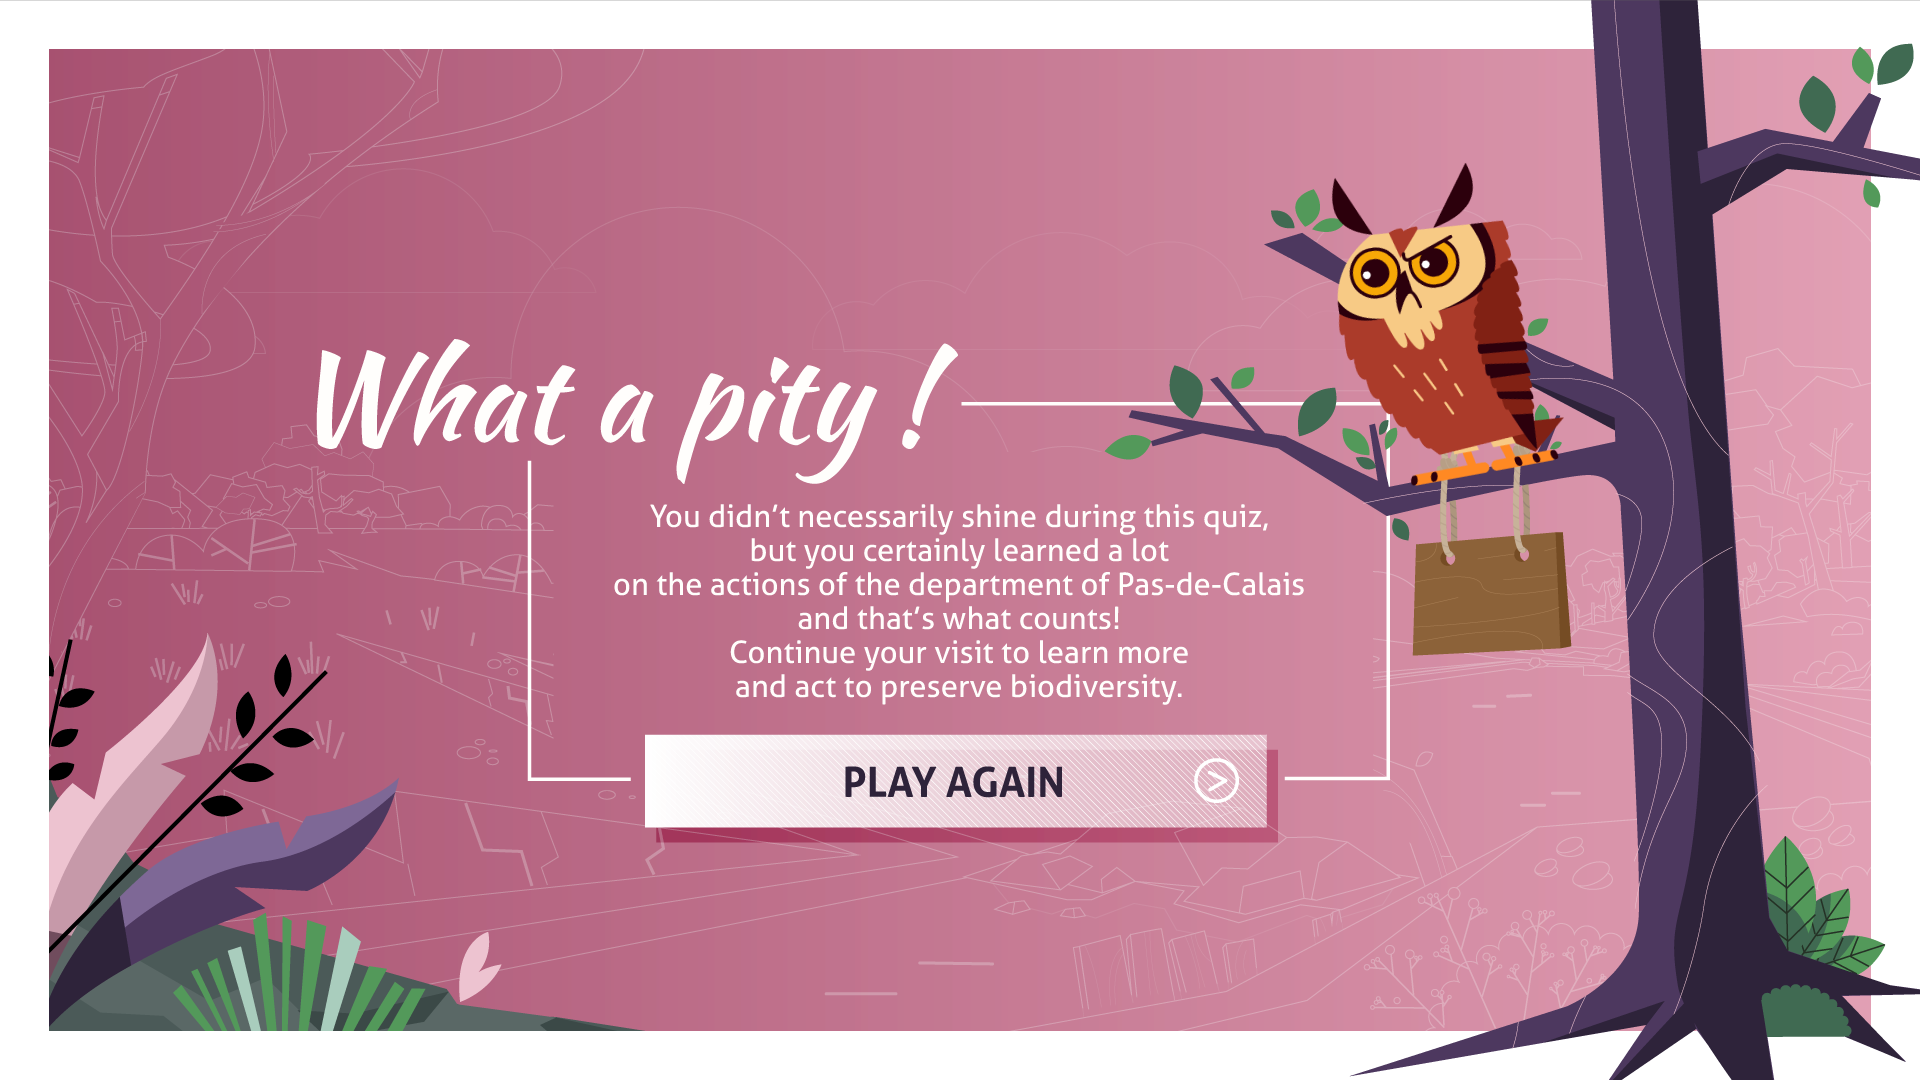 What a pity !
You didn't necessarily shine during this quiz,
but you certainly learned a lot
on the actions of the department of Pas-de-Calais
and that's what counts!
Continue your visit to learn more
and act to preserve biodiversity.
PLAY AGAIN